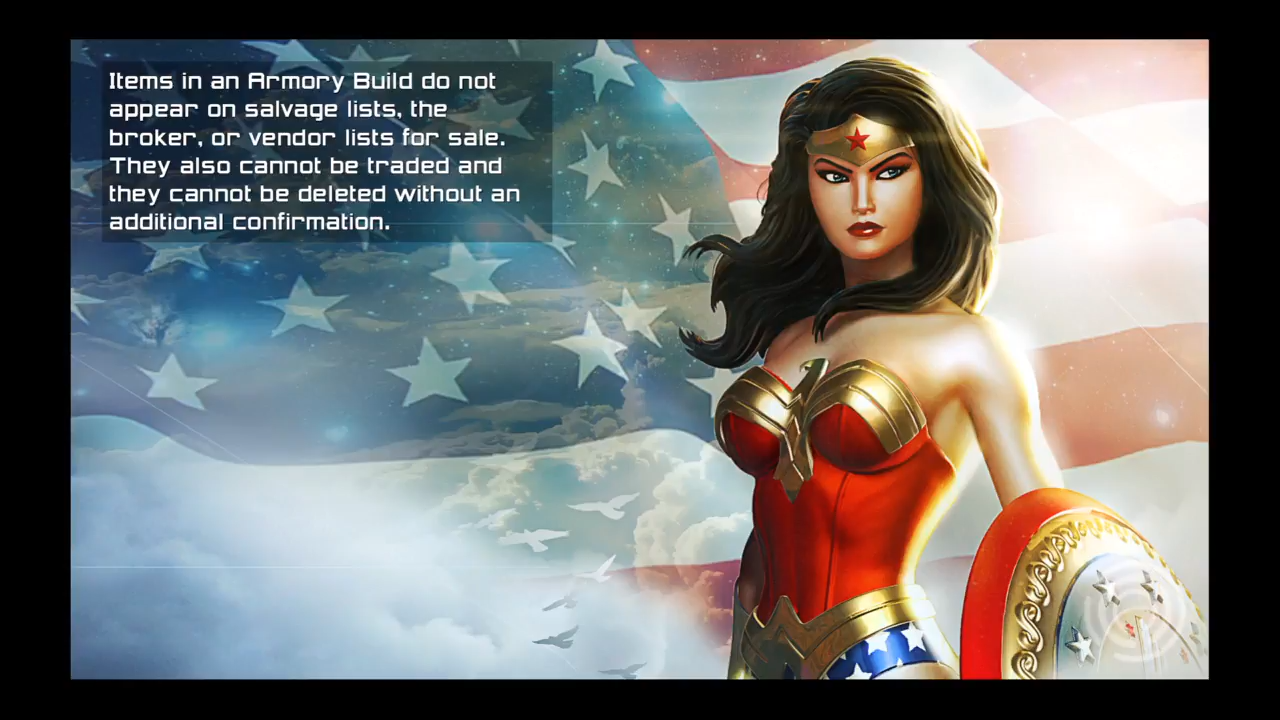 Items in an Armory Build do not
appear on salvage lists, the
broker, or vendor lists for sale.
They also cannot be traded and
they cannot be deleted without an
additional confirmation.